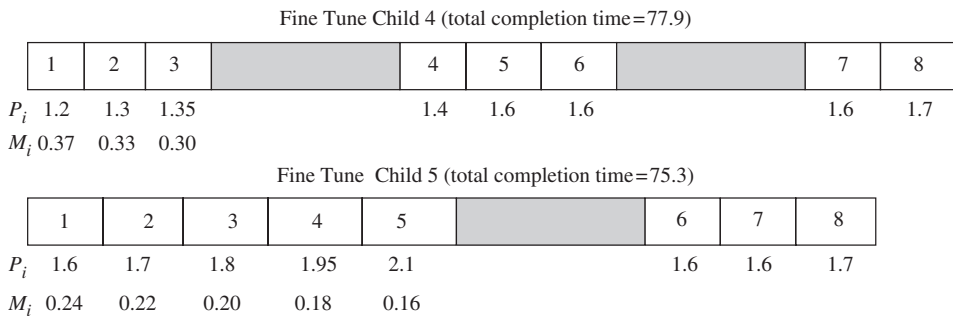 Fine Tune Child 4 (total completion time=77.9)
1 2 3 4 5 6 7 8
Pi 1.2 1.3 1.35 1.4 1.6 1.6 1.6 1.7
Mi 0.37 0.33 0.30
Fine Tune Child 5 (total completion time=75.3)
1 2 3 4 5 6 7 8
Pi 1.6 1.7 1.8 1.95 2.1 1.6 1.6 1.7
Mi 0.24 0.22 0.20 0.18 0.16